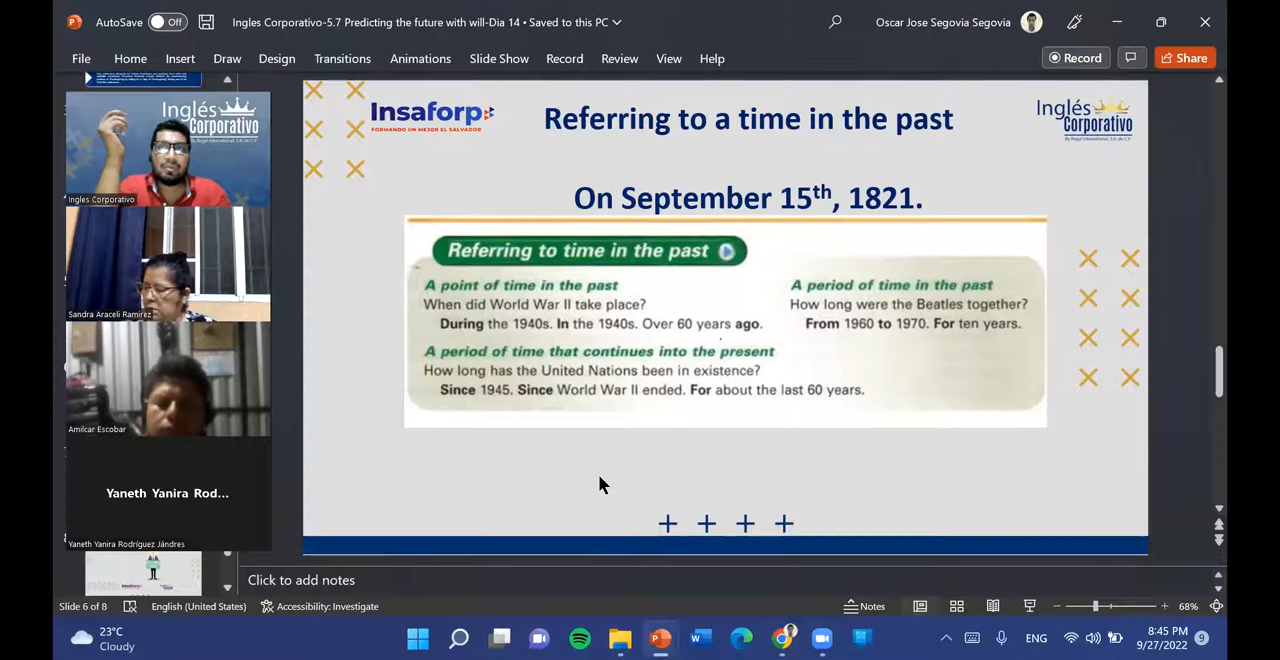 AutoSave Off Ingles Corporativo-5.7 Predicting the future with will-Dia 14 • Saved to this PC Oscar Jose Segovia Segovia
File Home Insert Draw Design Transitions Animations Slide Show Record Review View Help Record Share
Inglés
Corporativo
Ingles Corporativo
Sandra Araceli Ramirez
Amilcar Escobar
Yaneth Yanira Rod...
Yaneth Yanira Rodríguez Jándres
Insaforp
FORMANDO UN MEJOR EL SALVADOR
Referring to a time in the past
Inglés
Corporativo
By Regal International, S.A. de C.V.
On September 15th, 1821.
Referring to time in the past
A point of time in the past
When did World War II take place?
During the 1940s. In the 1940s. Over 60 years ago.
A period of time in the past
How long were the Beatles together?
From 1960 to 1970. For ten years.
A period of time that continues into the present
How long has the United Nations been in existence?
Since 1945. Since World War II ended. For about the last 60 years.
Click to add notes
Slide 6 of 8 English (United States) Accessibility: Investigate Notes 68%
23°C
Cloudy
ENG
8:45 PM
9/27/2022
9